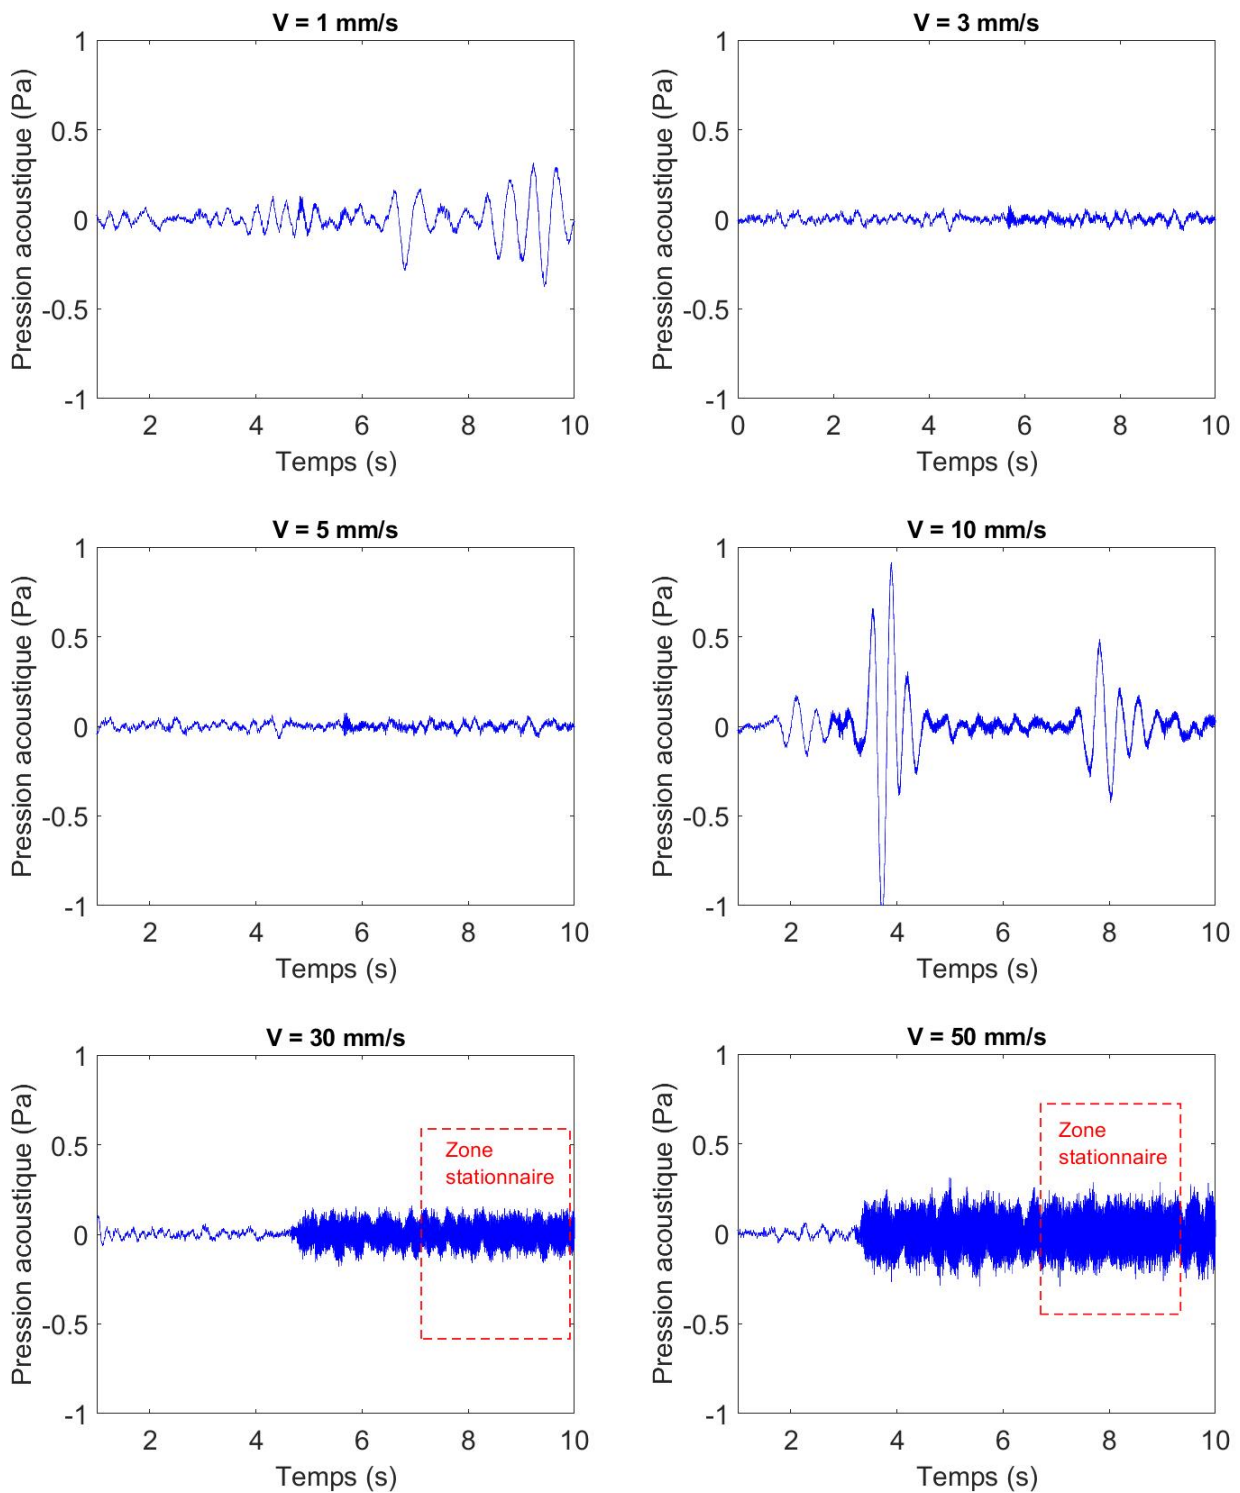 V = 1 mm/s
Pression acoustique (Pa)
1
0.5
0
-0.5
-1
2 4 6 8 10
Temps (s)
V = 3 mm/s
Pression acoustique (Pa)
1
0.5
0
-0.5
-1
0 2 4 6 8 10
Temps (s)
V = 5 mm/s
Pression acoustique (Pa)
1
0.5
0
-0.5
-1
2 4 6 8 10
Temps (s)
V = 10 mm/s
Pression acoustique (Pa)
1
0.5
0
-0.5
-1
2 4 6 8 10
Temps (s)
V = 30 mm/s
Pression acoustique (Pa)
1
0.5
0
-0.5
-1
Zone
stationnaire
2 4 6 8 10
Temps (s)
V = 50 mm/s
Pression acoustique (Pa)
1
0.5
0
-0.5
-1
Zone
stationnaire
2 4 6 8 10
Temps (s)